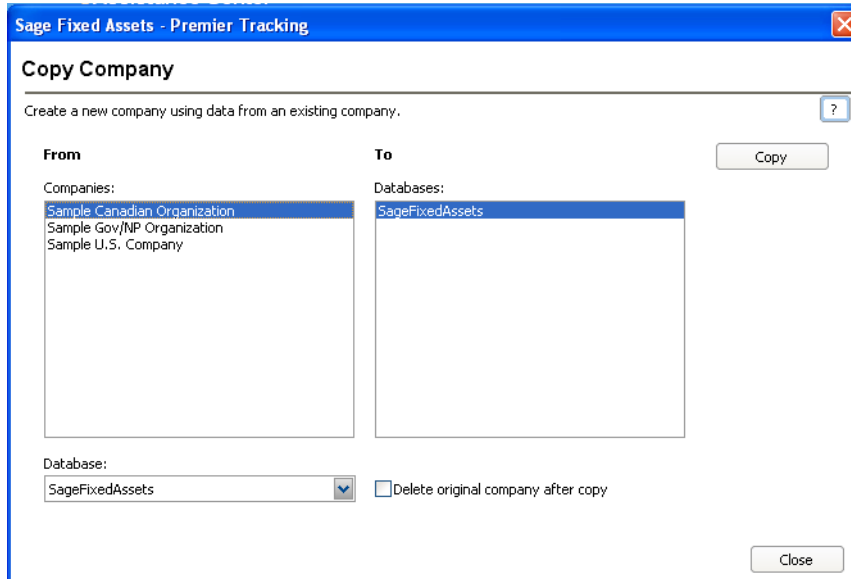 Sage Fixed Assets - Premier Tracking
Copy Company
Create a new company using data from an existing company.
?
From
To
Copy
Companies:
Databases:
Sample Canadian Organization
Sample Gov/NP Organization
Sample U.S. Company
SageFixedAssets
Database:
SageFixedAssets
Delete original company after copy
Close